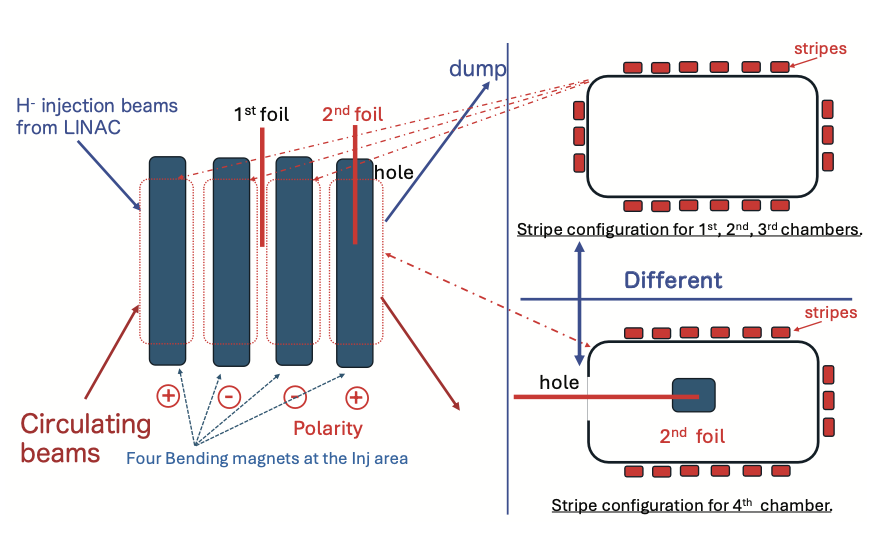 dump
H- injection beams
from LINAC
1st foil
2nd foil
hole
Circulating
beams
+
-
-
+
Polarity
Four Bending magnets at the Inj area
stripes
Stripe configuration for 1st, 2nd, 3rd chambers.
Different
stripes
hole
2nd foil
Stripe configuration for 4th chamber.